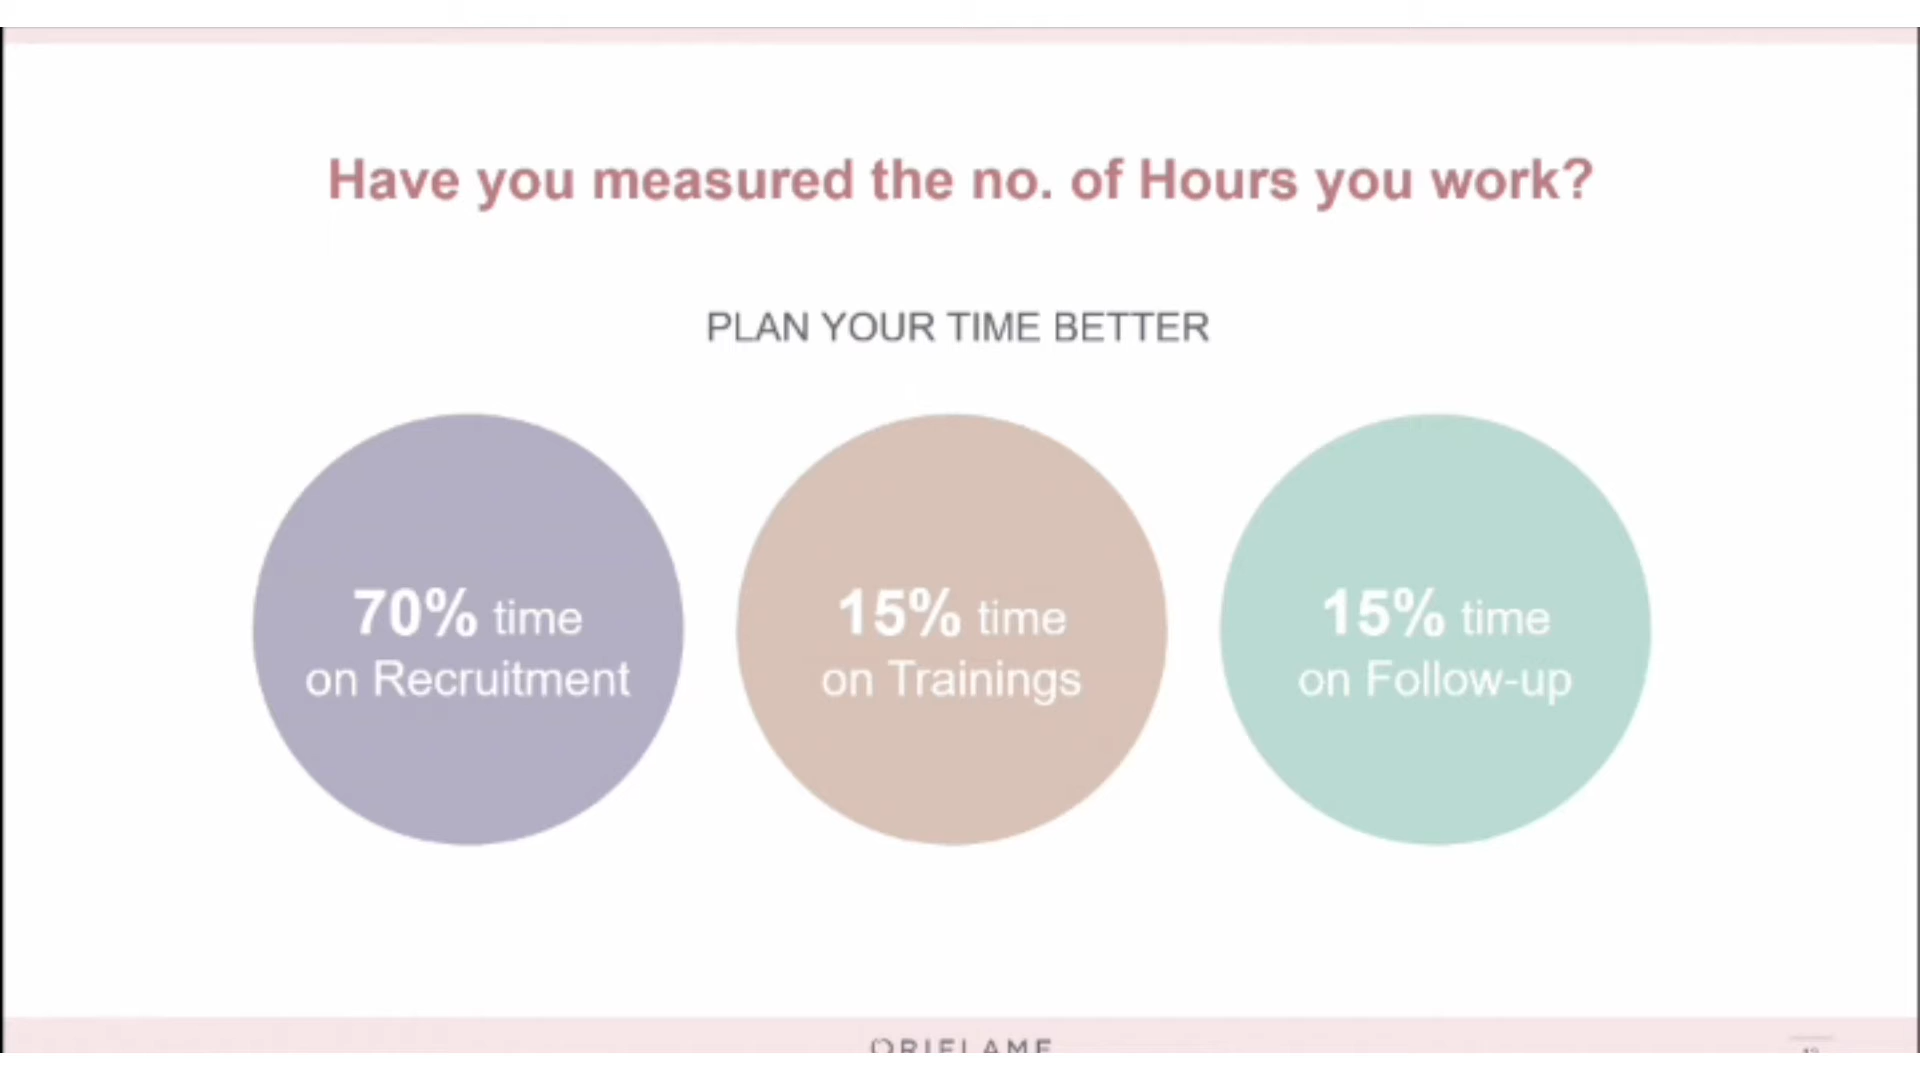 Have you measured the no. of Hours you work?
PLAN YOUR TIME BETTER
70% time
on Recruitment
15% time
on Trainings
15% time
on Follow-up
ORIFLAME